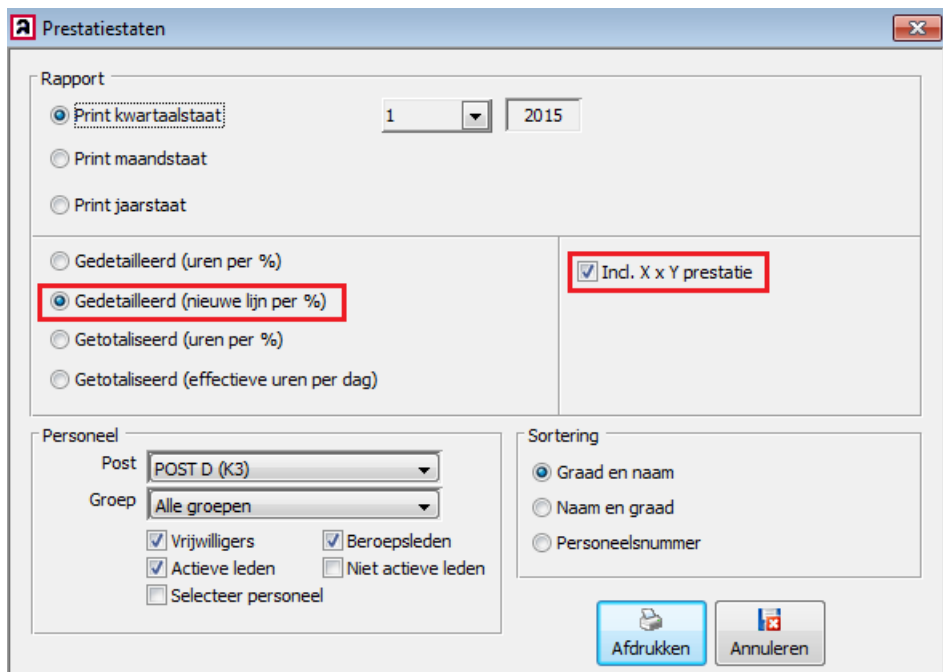 Prestatiestaten
Rapport
Print kwartaalstaat 1 2015
Print maandstaat
Print jaarstaat
Gedetailleerd (uren per %)
Incl. X x Y prestatie
Gedetailleerd (nieuwe lijn per %)
Getotaliseerd (uren per %)
Getotaliseerd (effectieve uren per dag)
Personeel
Post POST D (K3)
Groep Alle groepen
Vrijwilligers Beroepsleden
Actieve leden Niet actieve leden
Selecteer personeel
Sortering
Graad en naam
Naam en graad
Personeelsnummer
Afdrukken Annuleren